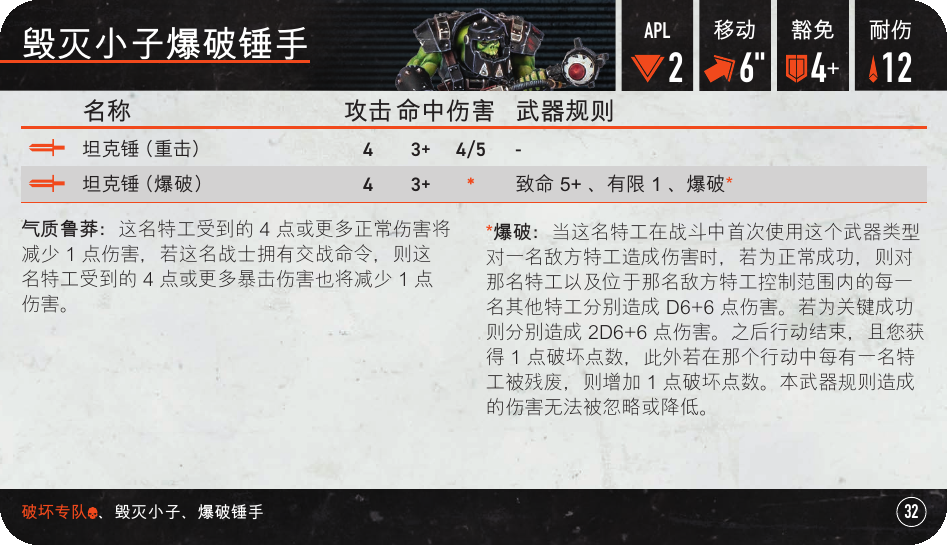 毁灭小子爆破锤手
APL 移动 豁免 耐伤
2 6" 4+ 12
名称 攻击 命中 伤害 武器规则
坦克锤（重击） 4 3+ 4/5 -
坦克锤（爆破） 4 3+ * 致命 5+ 、有限 1 、爆破*
气质鲁莽：这名特工受到的 4 点或更多正常伤害将
减少 1 点伤害，若这名战士拥有交战命令，则这
名特工受到的 4 点或更多暴击伤害也将减少 1 点
伤害。
*爆破：当这名特工在战斗中首次使用这个武器类型
对一名敌方特工造成伤害时，若为正常成功，则对
那名特工以及位于那名敌方特工控制范围内的每一
名其他特工分别造成 D6+6 点伤害。若为关键成功
则分别造成 2D6+6 点伤害。之后行动结束，且您获
得 1 点破坏点数，此外若在那个行动中每有一名特
工被残废，则增加 1 点破坏点数。本武器规则造成
的伤害无法被忽略或降低。
破坏专队、毁灭小子、爆破锤手
32